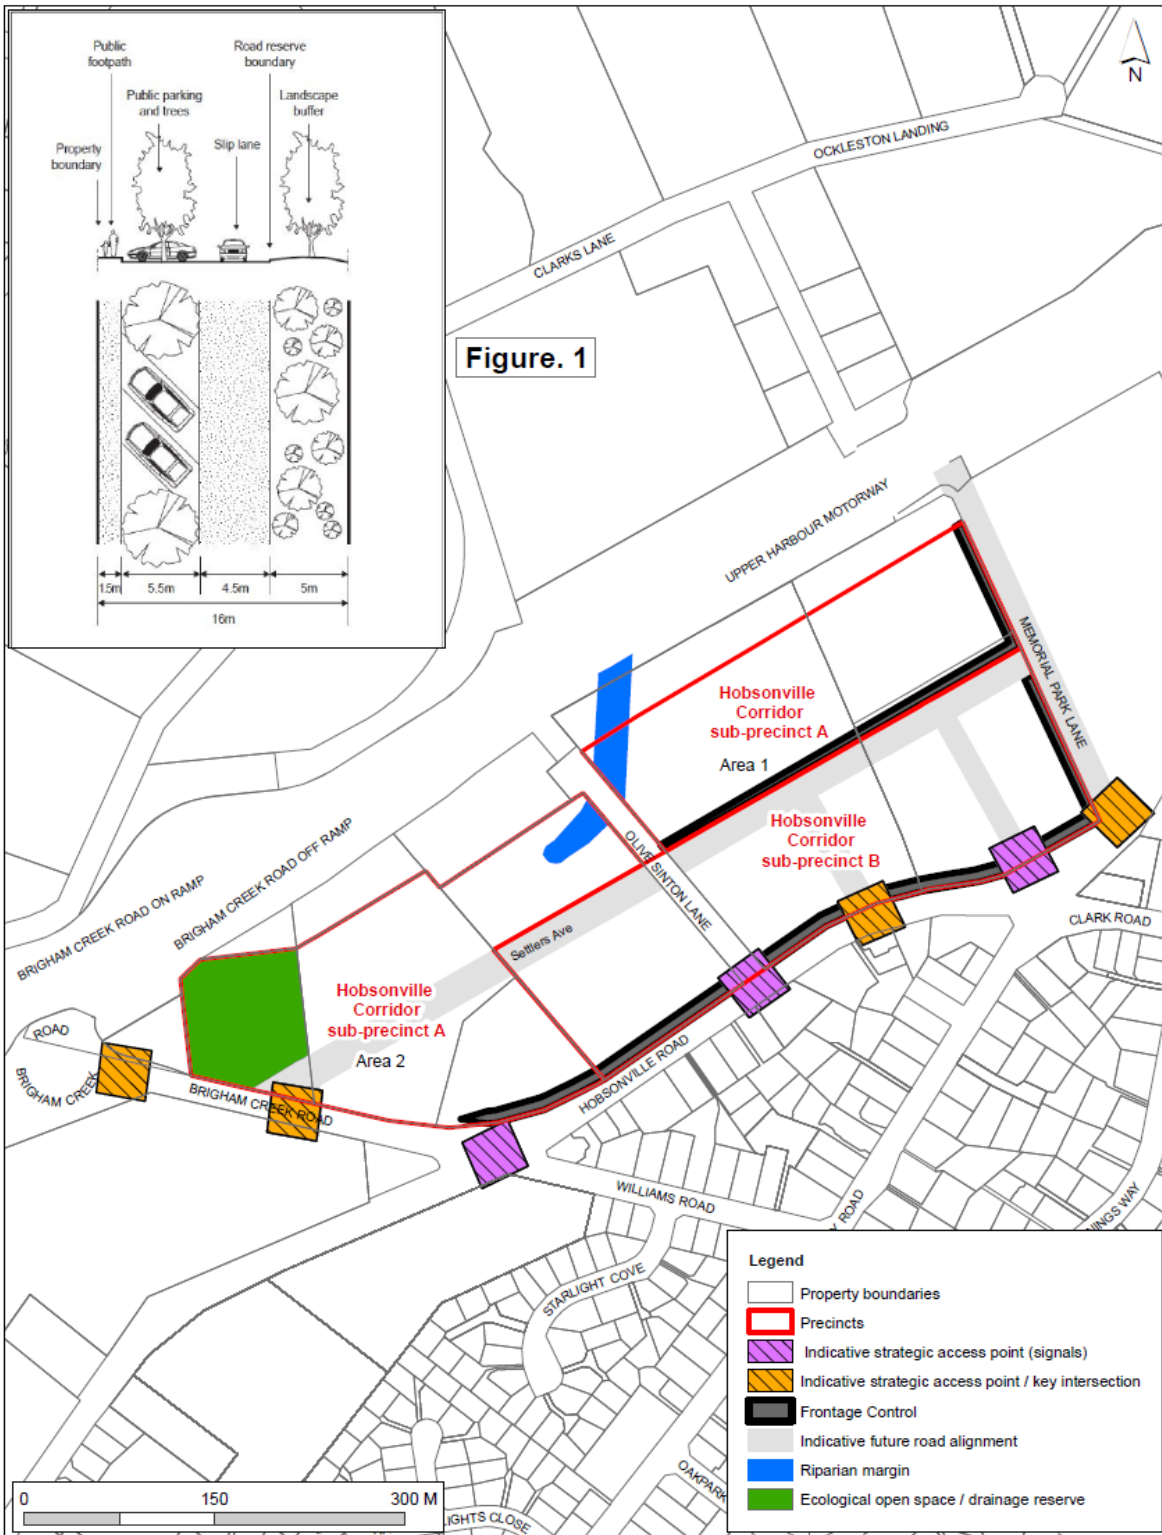 Public
footpath
Road reserve
boundary
Public parking
and trees
Landscape
buffer
Property
boundary
Slip lane
1.5m
5.5m
4.5m
5m
16m
N
OCKLESTON LANDING
CLARKS LANE
Figure. 1
UPPER HARBOUR MOTORWAY
MEMORIAL PARK LANE
Hobsonville
Corridor
sub-precinct A
Area 1
Hobsonville
Corridor
sub-precinct B
OLIVE SINTON LANE
BRIGHAM CREEK ROAD OFF RAMP
BRIGHAM CREEK ROAD ON RAMP
Settlers Ave
CLARK ROAD
Hobsonville
Corridor
sub-precinct A
Area 2
ROAD
BRIGHAM CREEK
BRIGHAM CREEK ROAD
HOBSONVILLE ROAD
WILLIAMS ROAD
ROAD
NINGS WAY
STARLIGHT COVE
OAKPARK
LIGHTS CLOSE
Legend
Property boundaries
Precincts
Indicative strategic access point (signals)
Indicative strategic access point / key intersection
Frontage Control
Indicative future road alignment
Riparian margin
Ecological open space / drainage reserve
0
150
300 M